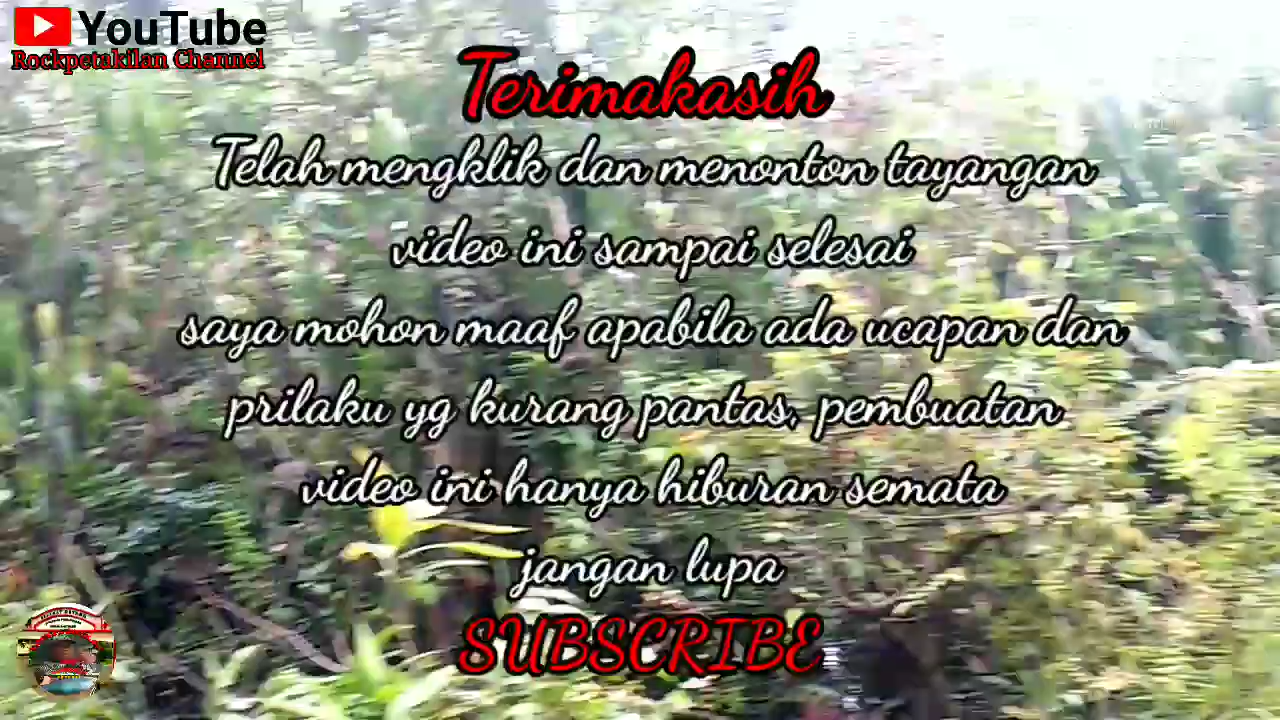 YouTube
Rockpetakilan Channel
Terimakasih
Telah mengklik dan menonton tayangan
video ini sampai selesai
saya mohon maaf apabila ada ucapan dan
prilaku yg kurang pantas, pembuatan
video ini hanya hiburan semata
jangan lupa
SUBSCRIBE